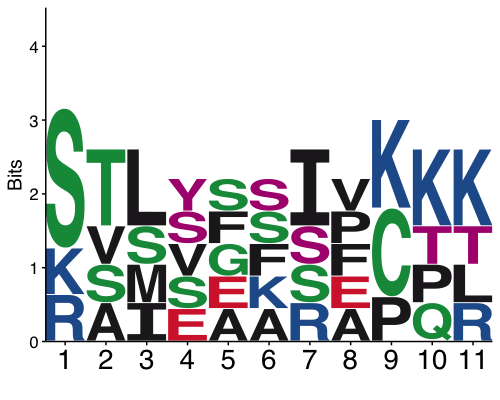 Bits
4
3
2
1
0
S K R
T V S A
L S M I
Y S V S E
S F G E A
S S F K A
I S S R
V P F E A
K C P
K T P Q
K T L R
1 2 3 4 5 6 7 8 9 10 11